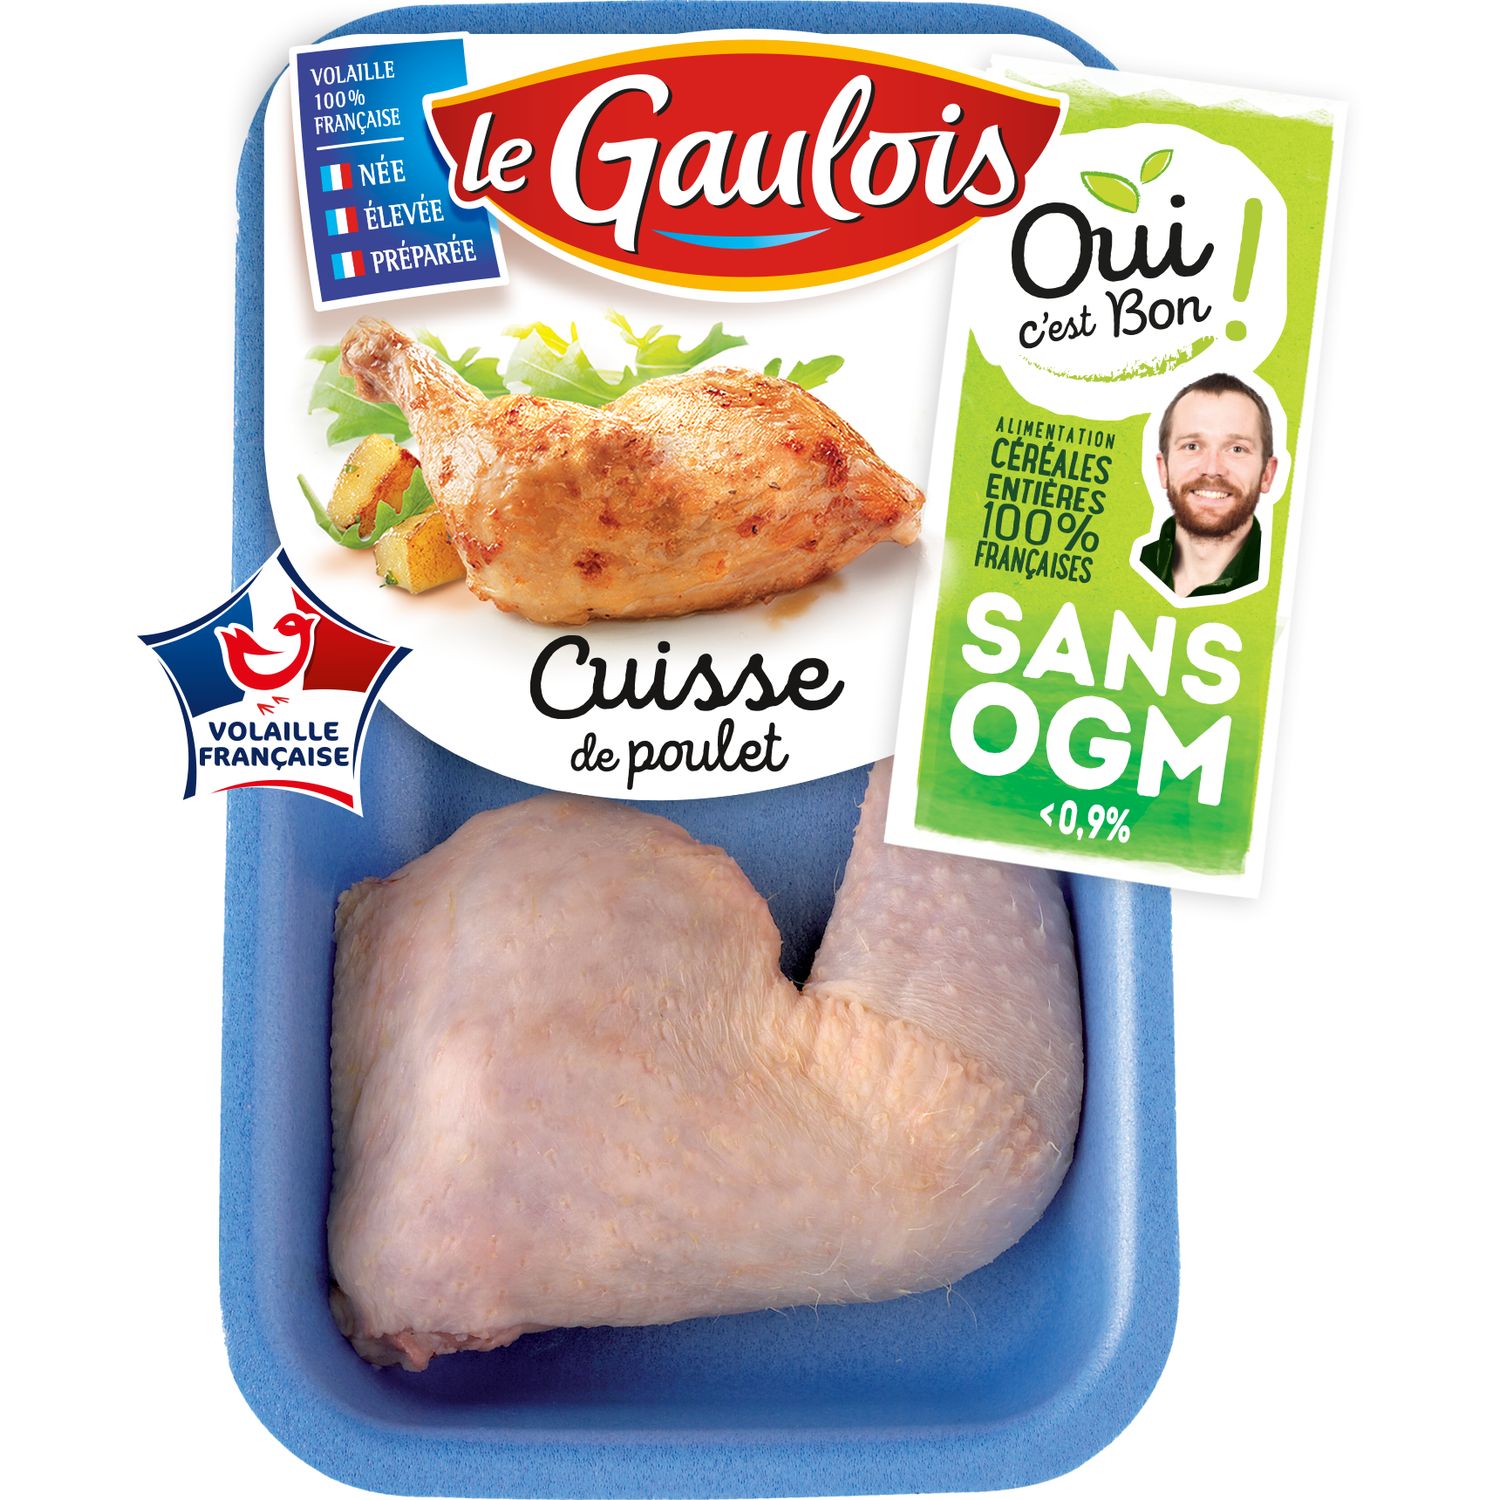 VOLAILLE
100%
FRANÇAISE
NÉE
ÉLEVÉE
PRÉPARÉE
le Gaulois
Oui !
c'est Bon
ALIMENTATION
CÉRÉALES
ENTIÈRES
100%
FRANÇAISES
SANS
OGM
<0,9%
Cuisse
de poulet
VOLAILLE
FRANÇAISE